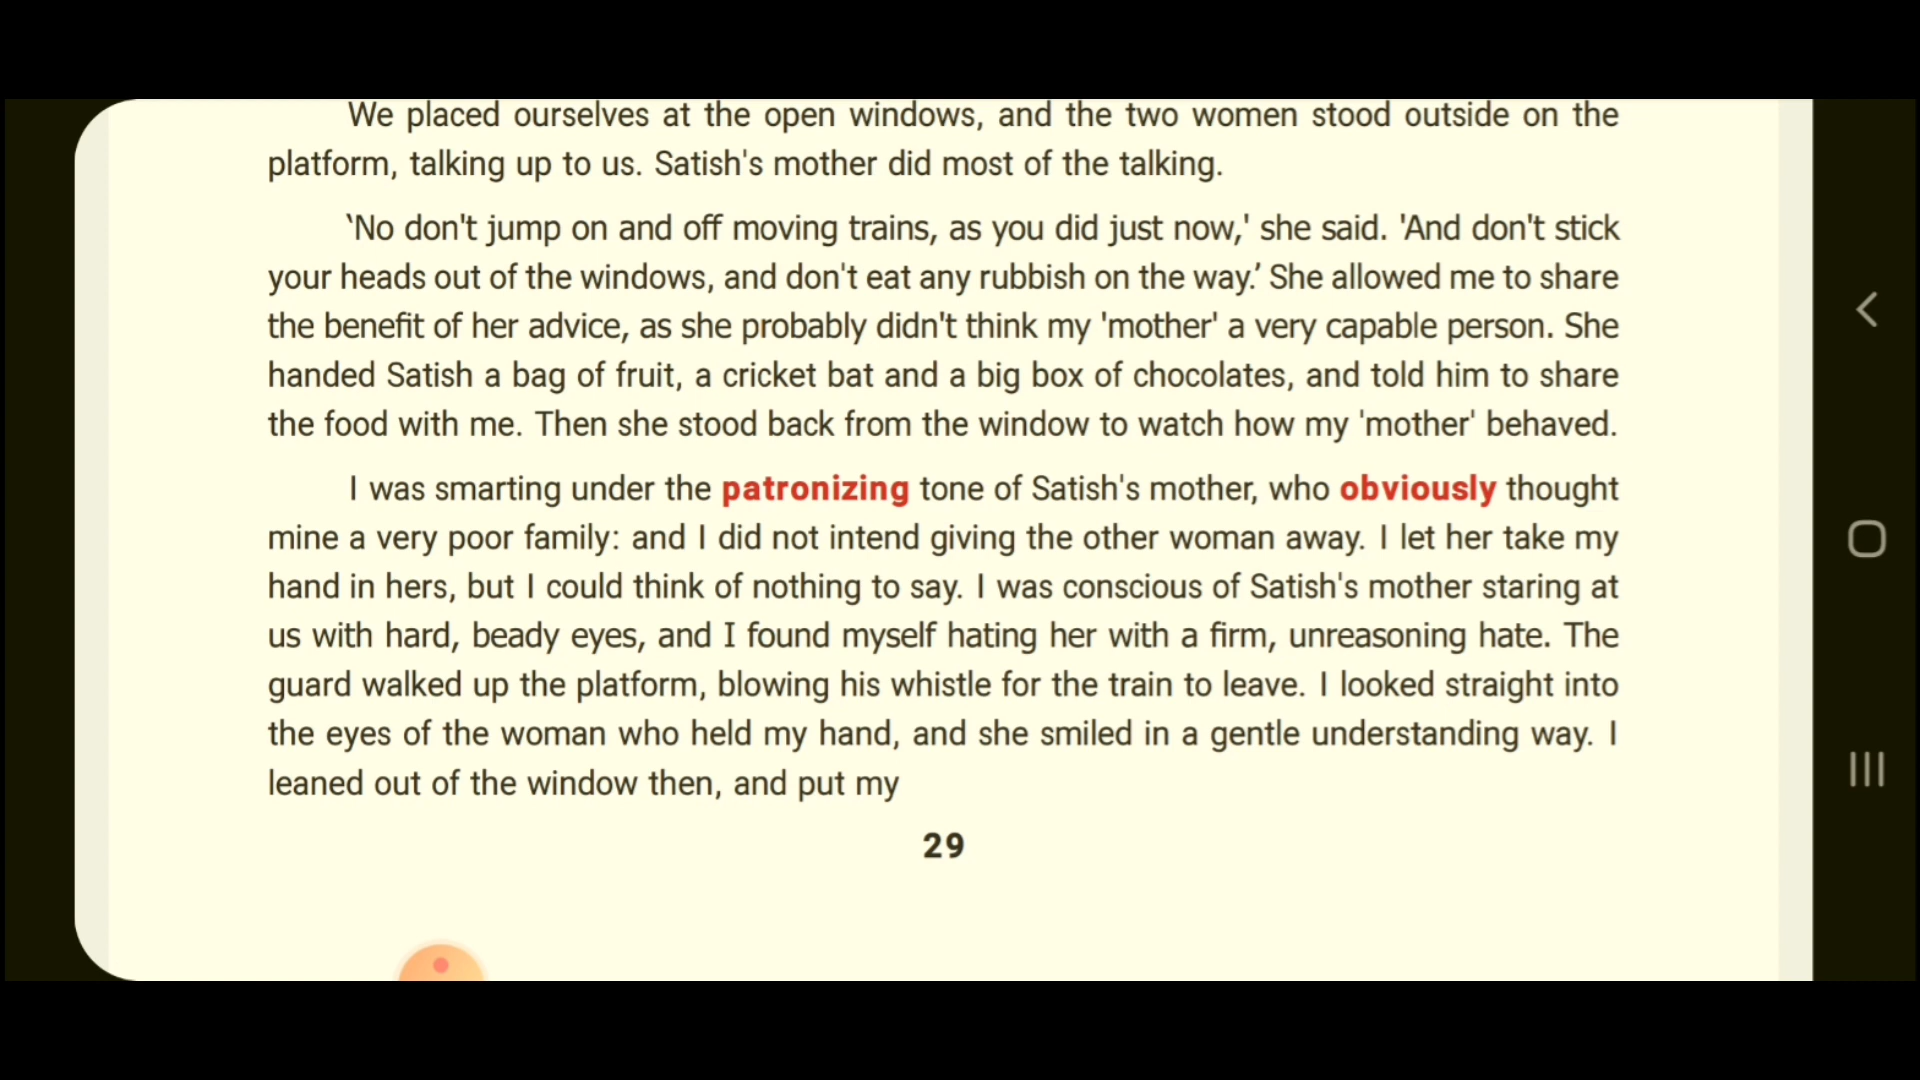 We placed ourselves at the open windows, and the two women stood outside on the
platform, talking up to us. Satish's mother did most of the talking.
‘No don't jump on and off moving trains, as you did just now,' she said. 'And don't stick
your heads out of the windows, and don't eat any rubbish on the way.’ She allowed me to share
the benefit of her advice, as she probably didn't think my 'mother' a very capable person. She
handed Satish a bag of fruit, a cricket bat and a big box of chocolates, and told him to share
the food with me. Then she stood back from the window to watch how my 'mother' behaved.
I was smarting under the patronizing tone of Satish's mother, who obviously thought
mine a very poor family: and I did not intend giving the other woman away. I let her take my
hand in hers, but I could think of nothing to say. I was conscious of Satish's mother staring at
us with hard, beady eyes, and I found myself hating her with a firm, unreasoning hate. The
guard walked up the platform, blowing his whistle for the train to leave. I looked straight into
the eyes of the woman who held my hand, and she smiled in a gentle understanding way. I
leaned out of the window then, and put my
29